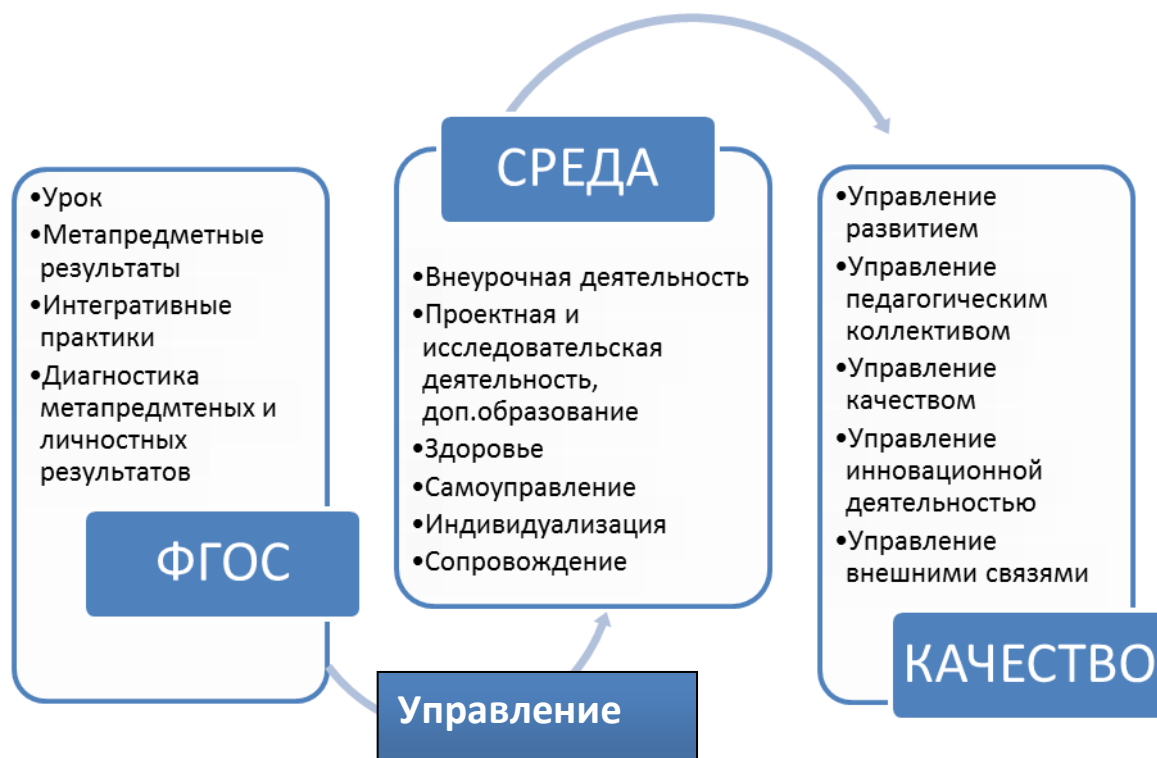 •Урок
•Метапредметные
результаты
•Интегративные
практики
•Диагностика
метапредмтеных и
личностных
результатов
ФГОС
СРЕДА
•Внеурочная деятельность
•Проектная и
исследовательская
деятельность,
доп.образование
•Здоровье
•Самоуправление
•Индивидуализация
•Сопровождение
Управление
•Управление
развитием
•Управление
педагогическим
коллективом
•Управление
качеством
•Управление
инновационной
деятельностью
•Управление
внешними связями
КАЧЕСТВО